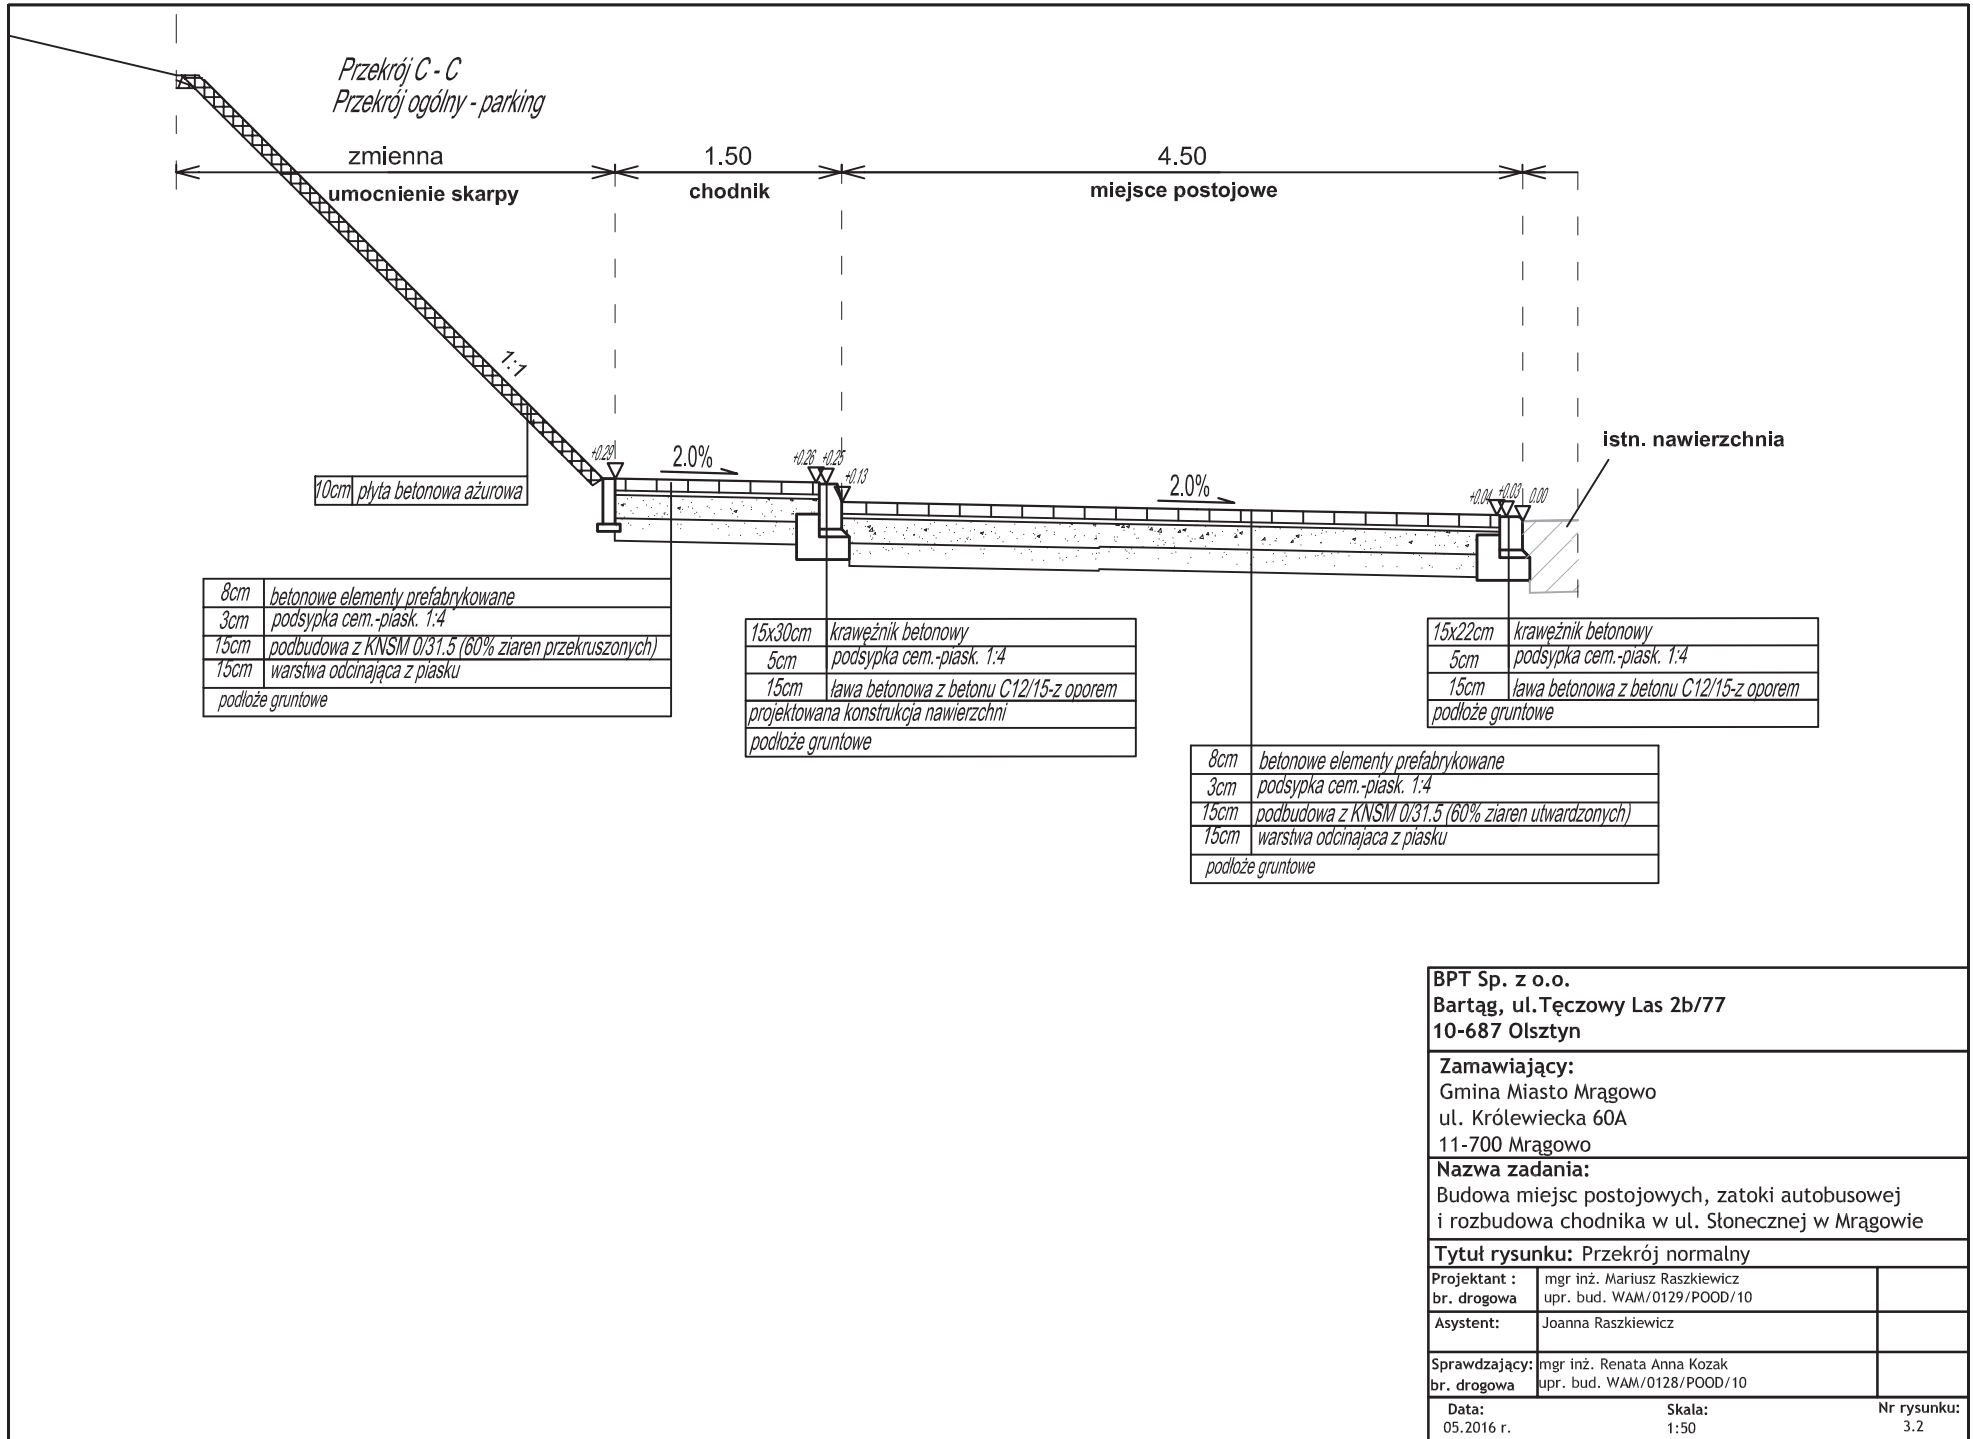 Przekrój C - C
Przekrój ogólny - parking
zmienna
1.50
4.50
umocnienie skarpy
chodnik
miejsce postojowe
1:1
istn. nawierzchnia
+0.29
2.0%
+0.26
+0.25
+0.13
2.0%
+0.04
+0.03
0.00
10cm płyta betonowa ażurowa
8cm betonowe elementy prefabrykowane
3cm podsypka cem.-piask. 1:4
15cm podbudowa z KNSM 0/31.5 (60% ziaren przekruszonych)
15cm warstwa odcinająca z piasku
podłoże gruntowe
15x30cm krawężnik betonowy
5cm podsypka cem.-piask. 1:4
15cm ława betonowa z betonu C12/15-z oporem
projektowana konstrukcja nawierzchni
podłoże gruntowe
15x22cm krawężnik betonowy
5cm podsypka cem.-piask. 1:4
15cm ława betonowa z betonu C12/15-z oporem
podłoże gruntowe
8cm betonowe elementy prefabrykowane
3cm podsypka cem.-piask. 1:4
15cm podbudowa z KNSM 0/31.5 (60% ziaren utwardzonych)
15cm warstwa odcinajaca z piasku
podłoże gruntowe
BPT Sp. z o.o.
Bartąg, ul.Tęczowy Las 2b/77
10-687 Olsztyn
Zamawiający:
Gmina Miasto Mrągowo
ul. Królewiecka 60A
11-700 Mrągowo
Nazwa zadania:
Budowa miejsc postojowych, zatoki autobusowej
i rozbudowa chodnika w ul. Słonecznej w Mrągowie
Tytuł rysunku: Przekrój normalny
Projektant : mgr inż. Mariusz Raszkiewicz
br. drogowa upr. bud. WAM/0129/POOD/10
Asystent: Joanna Raszkiewicz
Sprawdzający: mgr inż. Renata Anna Kozak
br. drogowa upr. bud. WAM/0128/POOD/10
Data: Skala: Nr rysunku:
05.2016 r. 1:50 3.2